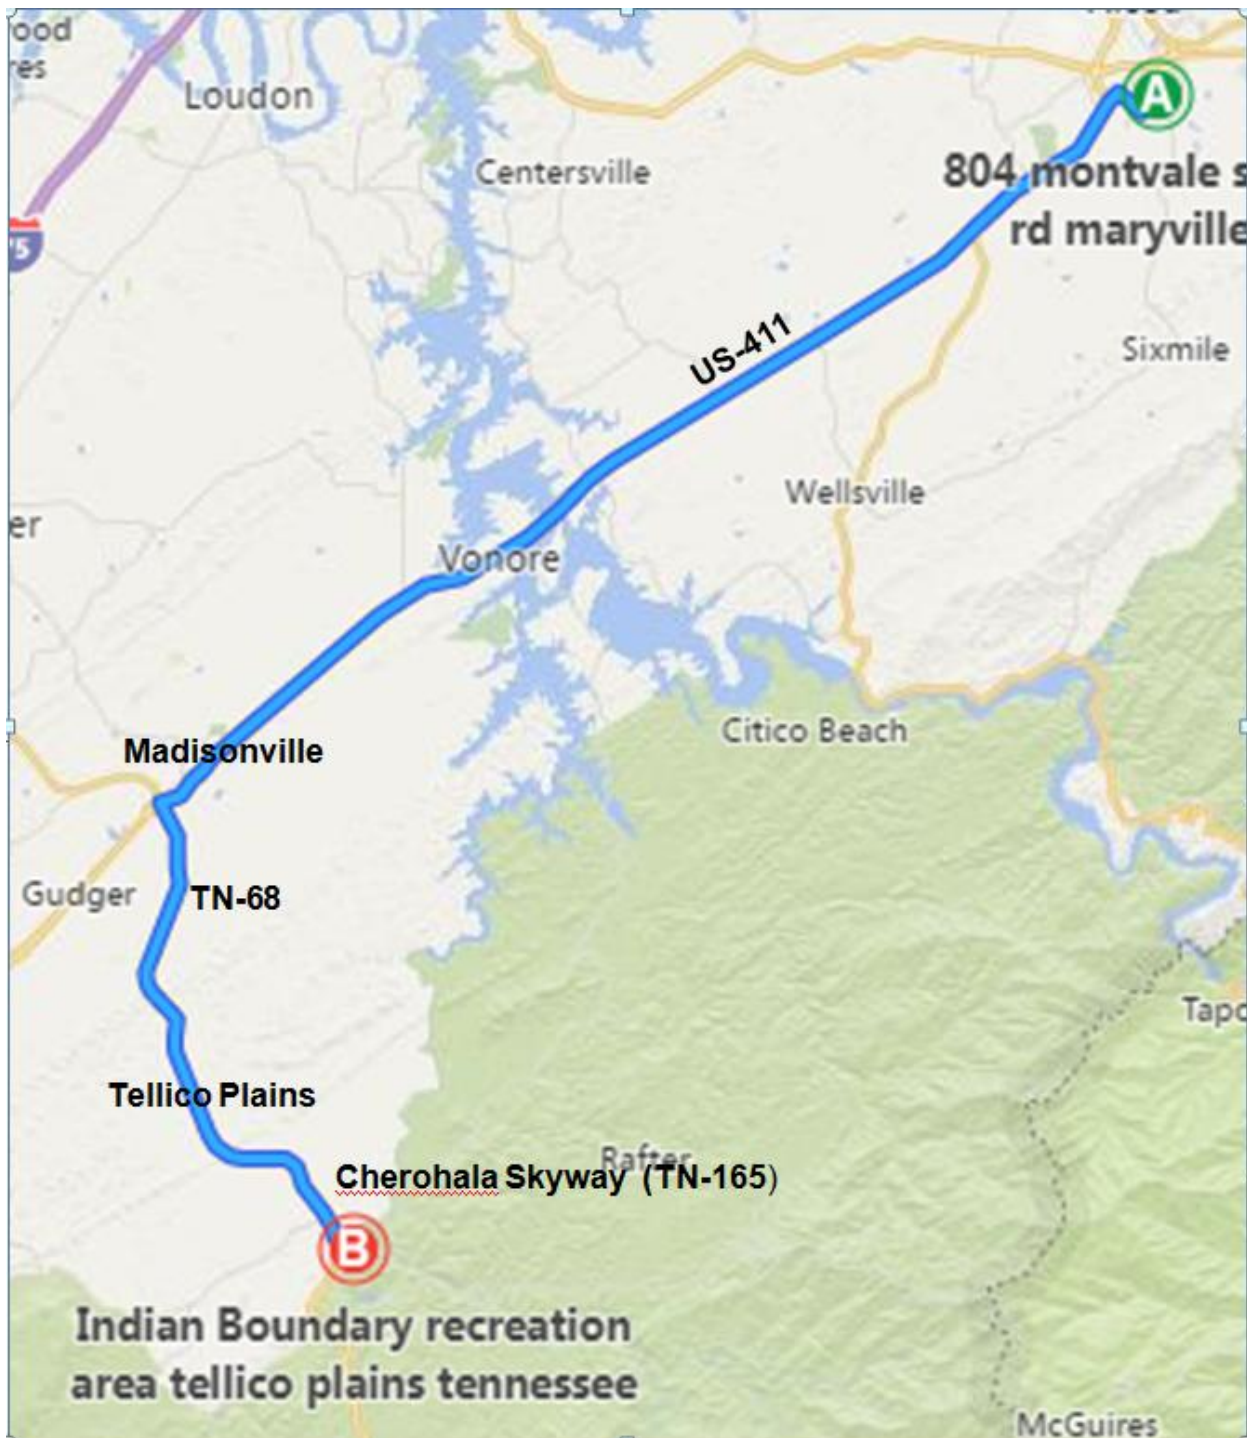 ood
res
Loudon
A
Centersville
804 montvale s
rd maryville
75
US-411
Sixmile
Wellsville
er
Vonore
Citico Beach
Madisonville
Gudger
TN-68
Tapo
Tellico Plains
Rafter
Cherohala Skyway (TN-165)
B
Indian Boundary recreation
area tellico plains tennessee
McGuires